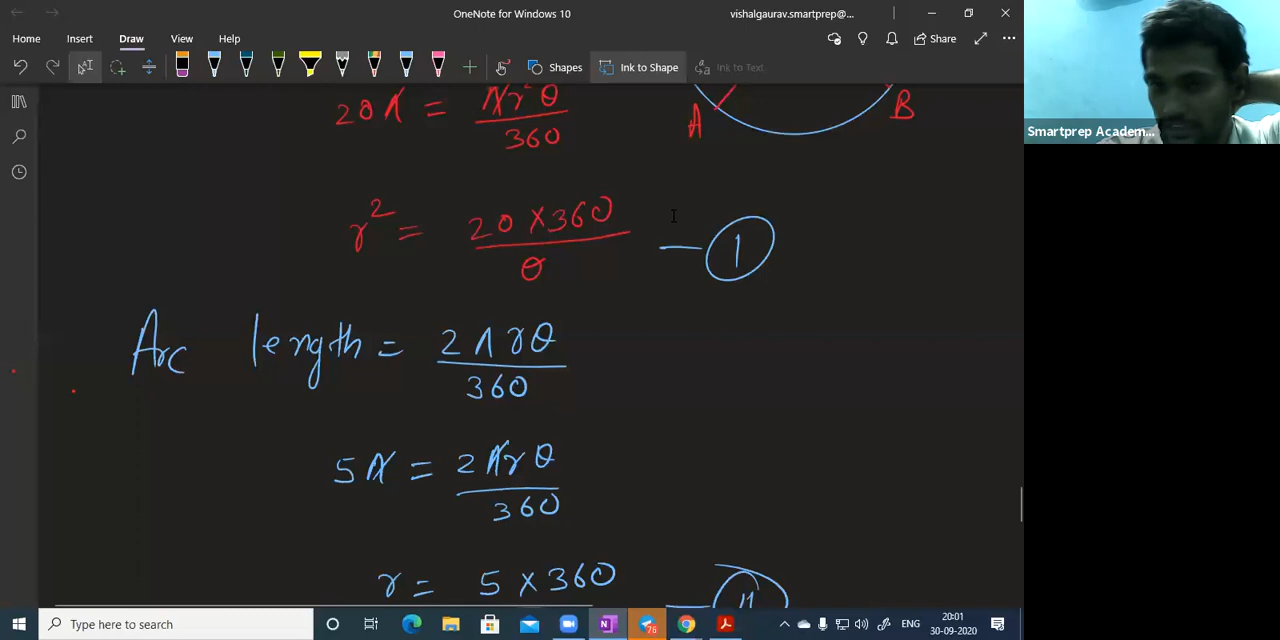 OneNote for Windows 10
vishalgaurav.smartprep@...
Home Insert Draw View Help
Share
Shapes
Ink to Shape
Ink to Text
20π = πr²θ
360
A
B
r² = 20 × 360
θ
— 1
Arc length = 2πrθ
360
5π = 2πrθ
360
r = 5 × 360
— 11
Smartprep Academ...
Type here to search
76
ENG
20:01
30-09-2020